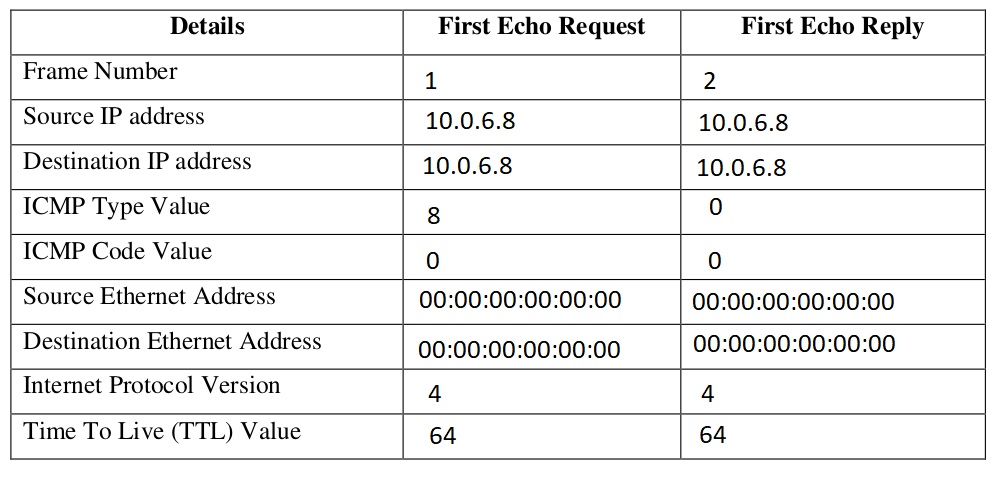 Details First Echo Request First Echo Reply
Frame Number 1 2
Source IP address 10.0.6.8 10.0.6.8
Destination IP address 10.0.6.8 10.0.6.8
ICMP Type Value 8 0
ICMP Code Value 0 0
Source Ethernet Address 00:00:00:00:00:00 00:00:00:00:00:00
Destination Ethernet Address 00:00:00:00:00:00 00:00:00:00:00:00
Internet Protocol Version 4 4
Time To Live (TTL) Value 64 64